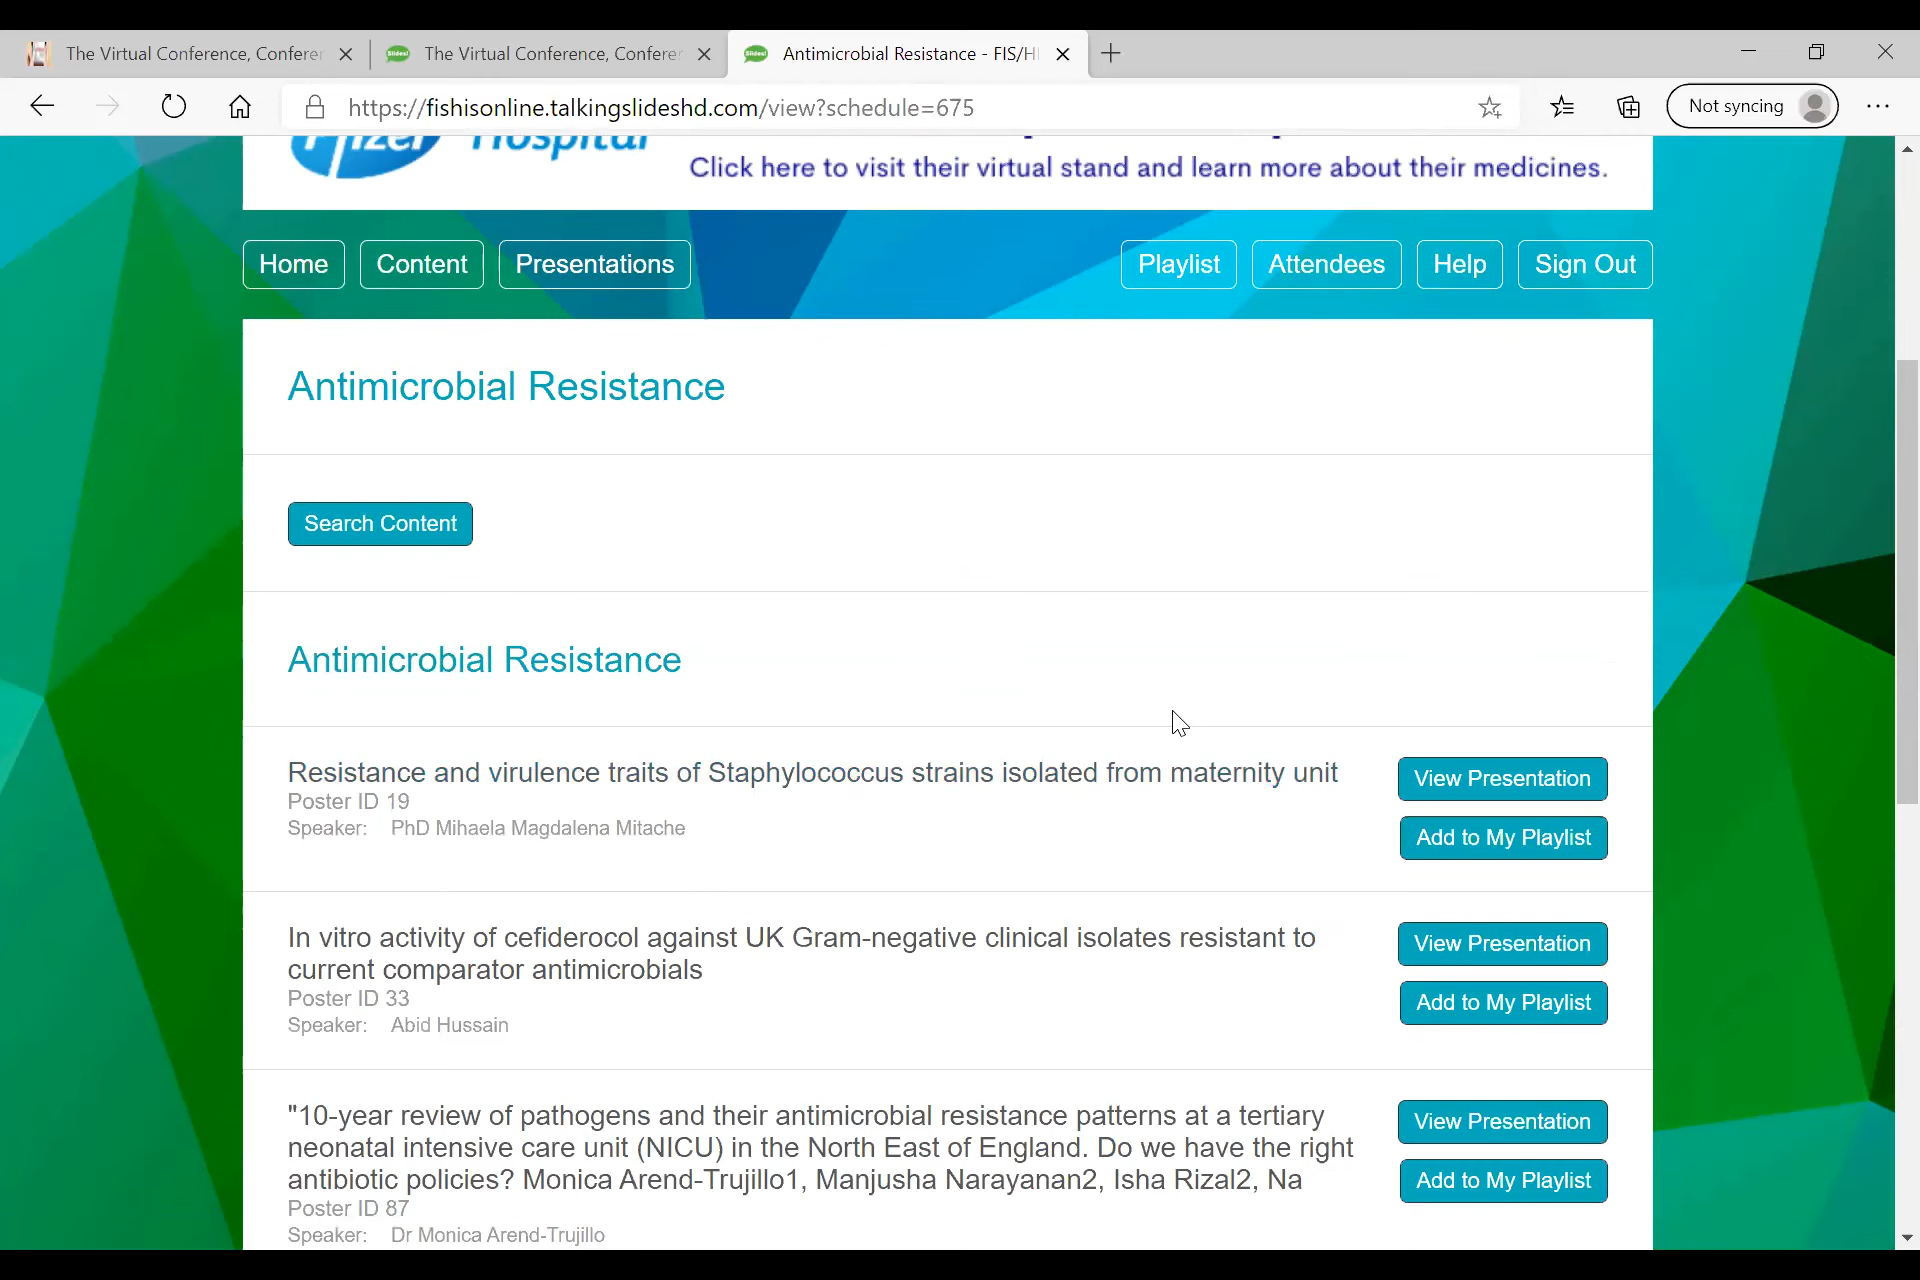 The Virtual Conference, Confere
The Virtual Conference, Confere
Antimicrobial Resistance - FIS/HI
https://fishisonline.talkingslideshd.com/view?schedule=675
Not syncing
Pfizer Hospital
Click here to visit their virtual stand and learn more about their medicines.
Home
Content
Presentations
Playlist
Attendees
Help
Sign Out
Antimicrobial Resistance
Search Content
Antimicrobial Resistance
Resistance and virulence traits of Staphylococcus strains isolated from maternity unit
Poster ID 19
Speaker: PhD Mihaela Magdalena Mitache
View Presentation
Add to My Playlist
In vitro activity of cefiderocol against UK Gram-negative clinical isolates resistant to
current comparator antimicrobials
Poster ID 33
Speaker: Abid Hussain
View Presentation
Add to My Playlist
"10-year review of pathogens and their antimicrobial resistance patterns at a tertiary
neonatal intensive care unit (NICU) in the North East of England. Do we have the right
antibiotic policies? Monica Arend-Trujillo1, Manjusha Narayanan2, Isha Rizal2, Na
Poster ID 87
Speaker: Dr Monica Arend-Trujillo
View Presentation
Add to My Playlist